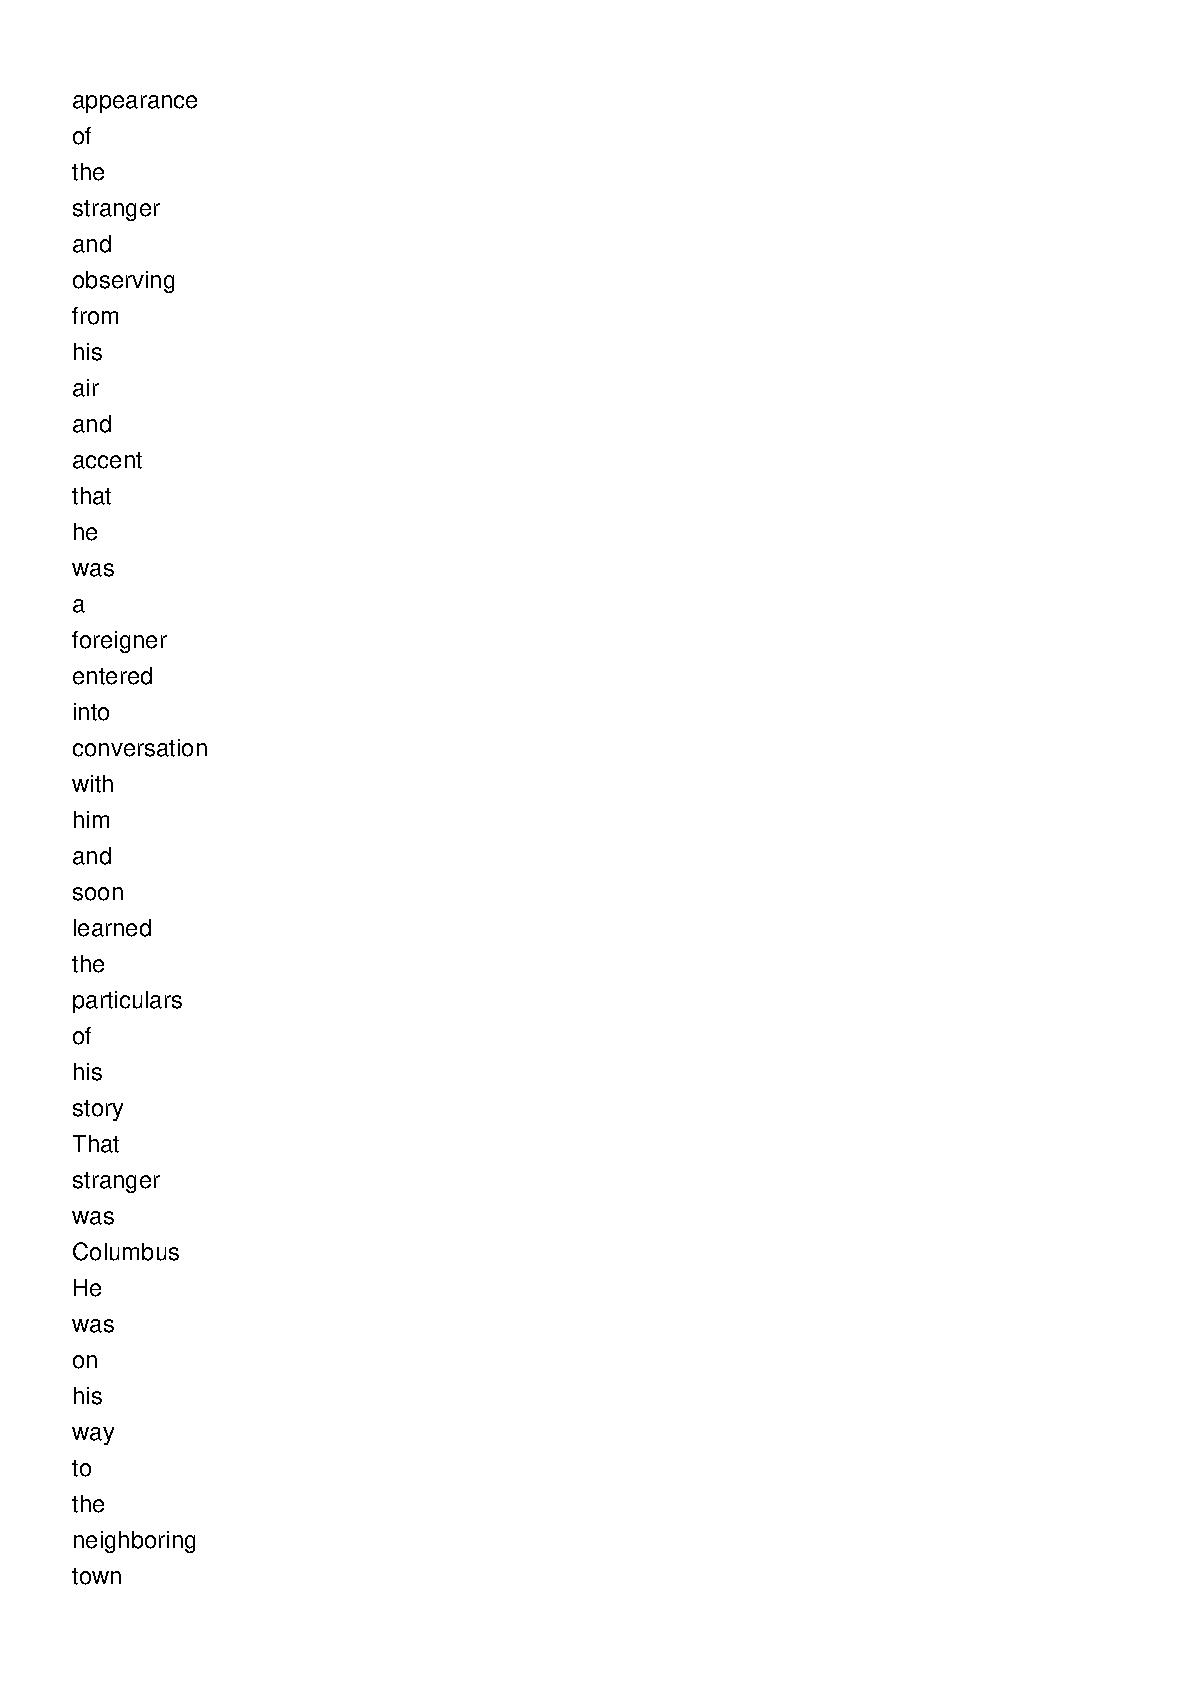 appearance
of
the
stranger
and
observing
from
his
air
and
accent
that
he
was
a
foreigner
entered
into
conversation
with
him
and
soon
learned
the
particulars
of
his
story
That
stranger
was
Columbus
He
was
on
his
way
to
the
neighboring
town